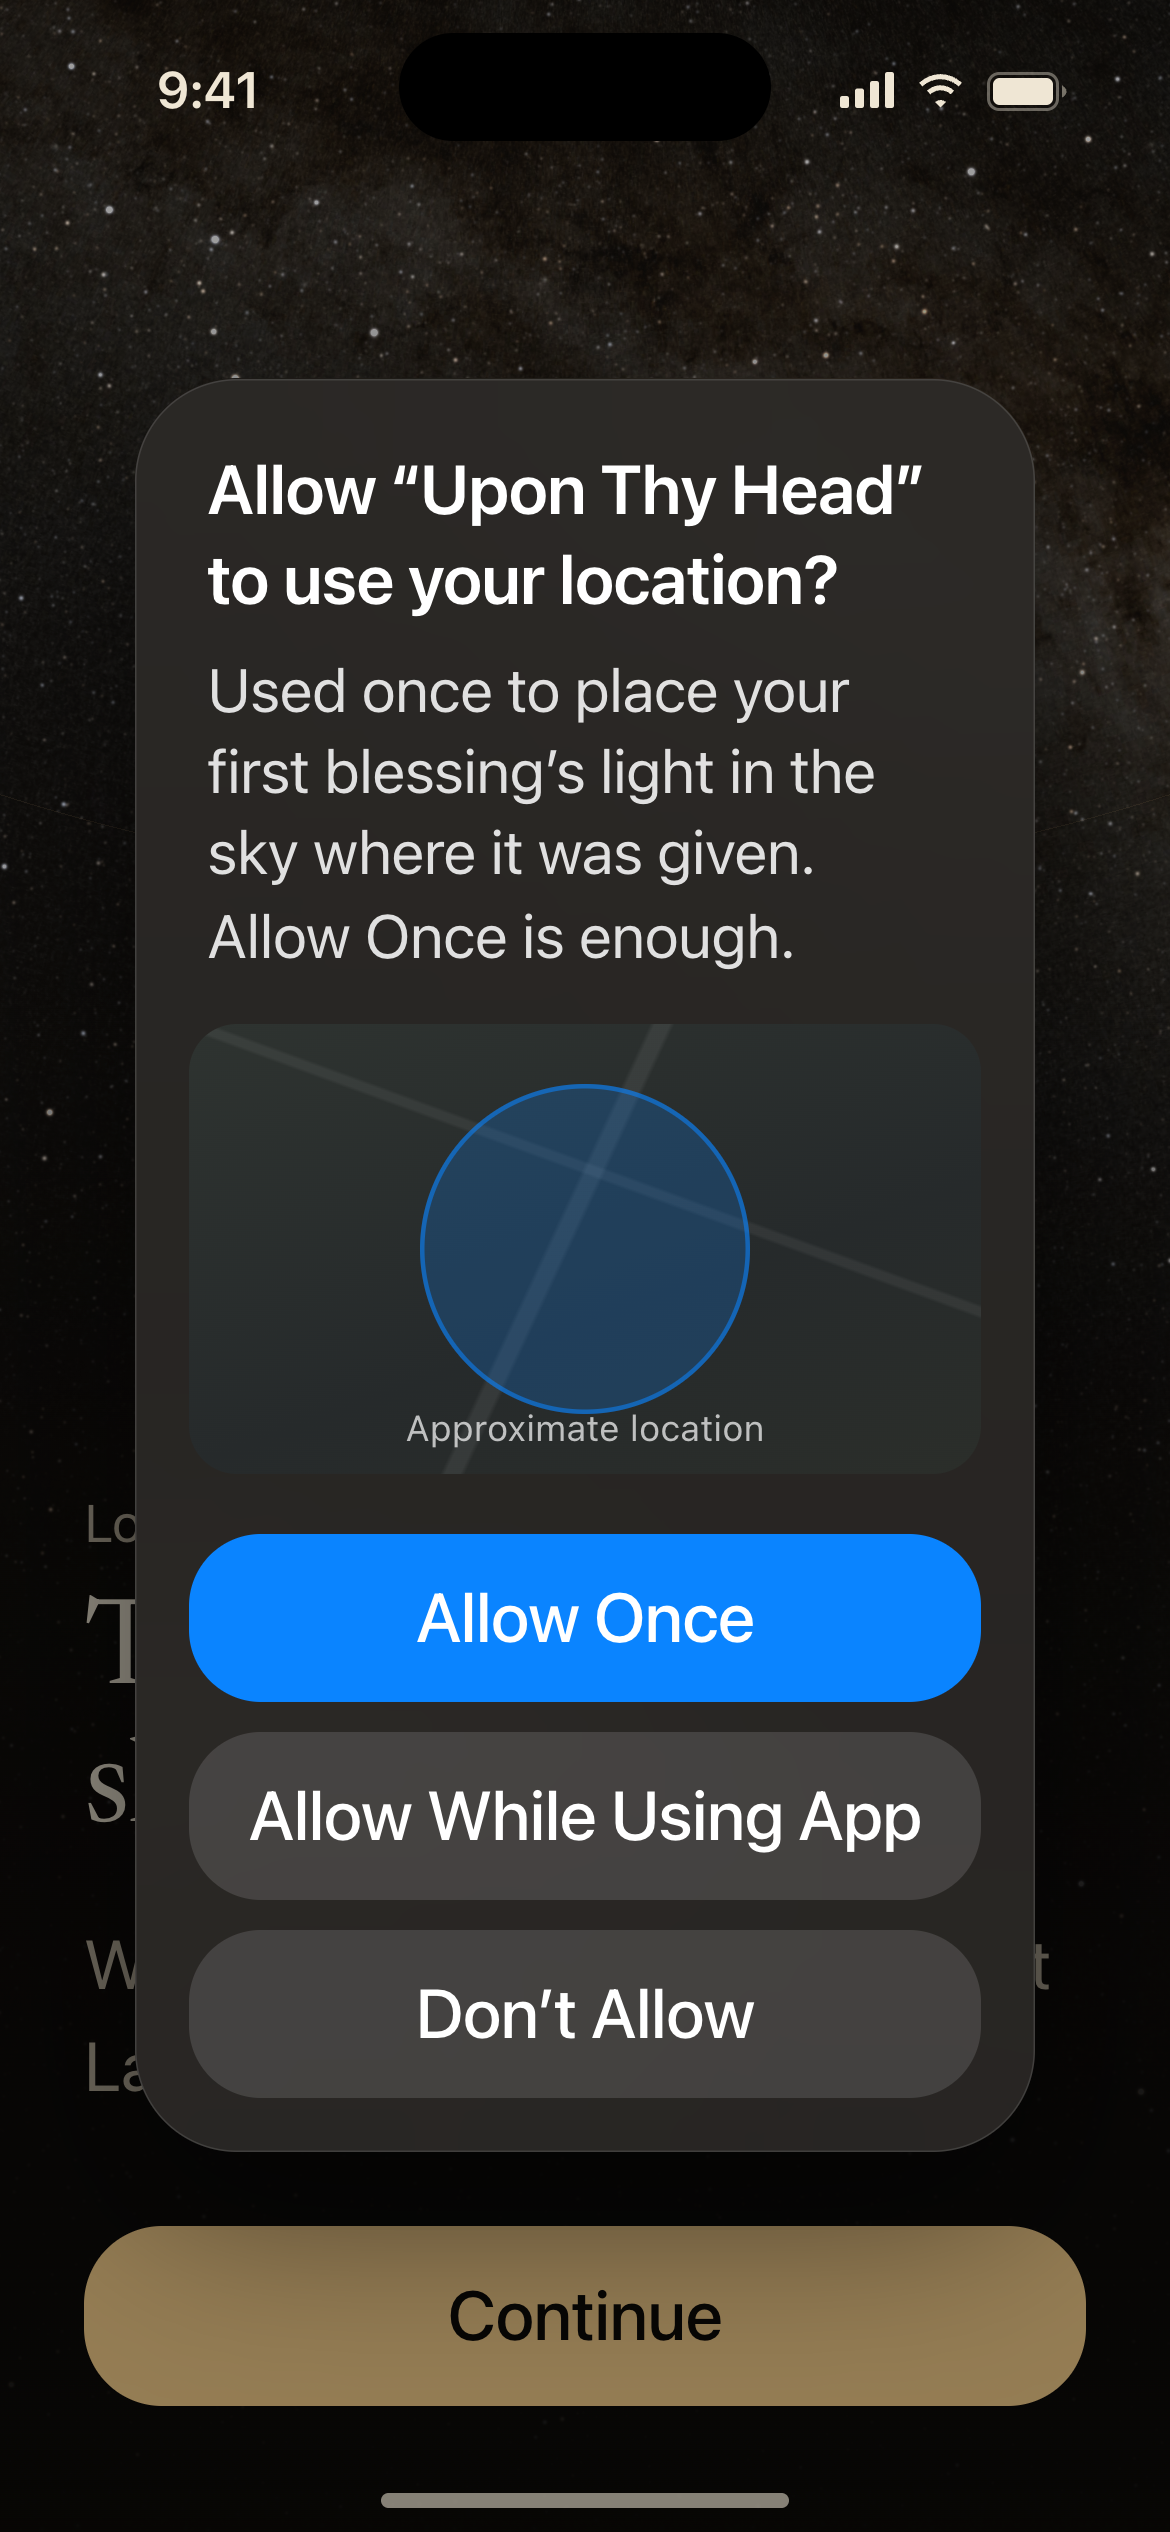 9:41
Allow “Upon Thy Head”
to use your location?
Used once to place your
first blessing’s light in the
sky where it was given.
Allow Once is enough.
Approximate location
Allow Once
Allow While Using App
Don’t Allow
Continue